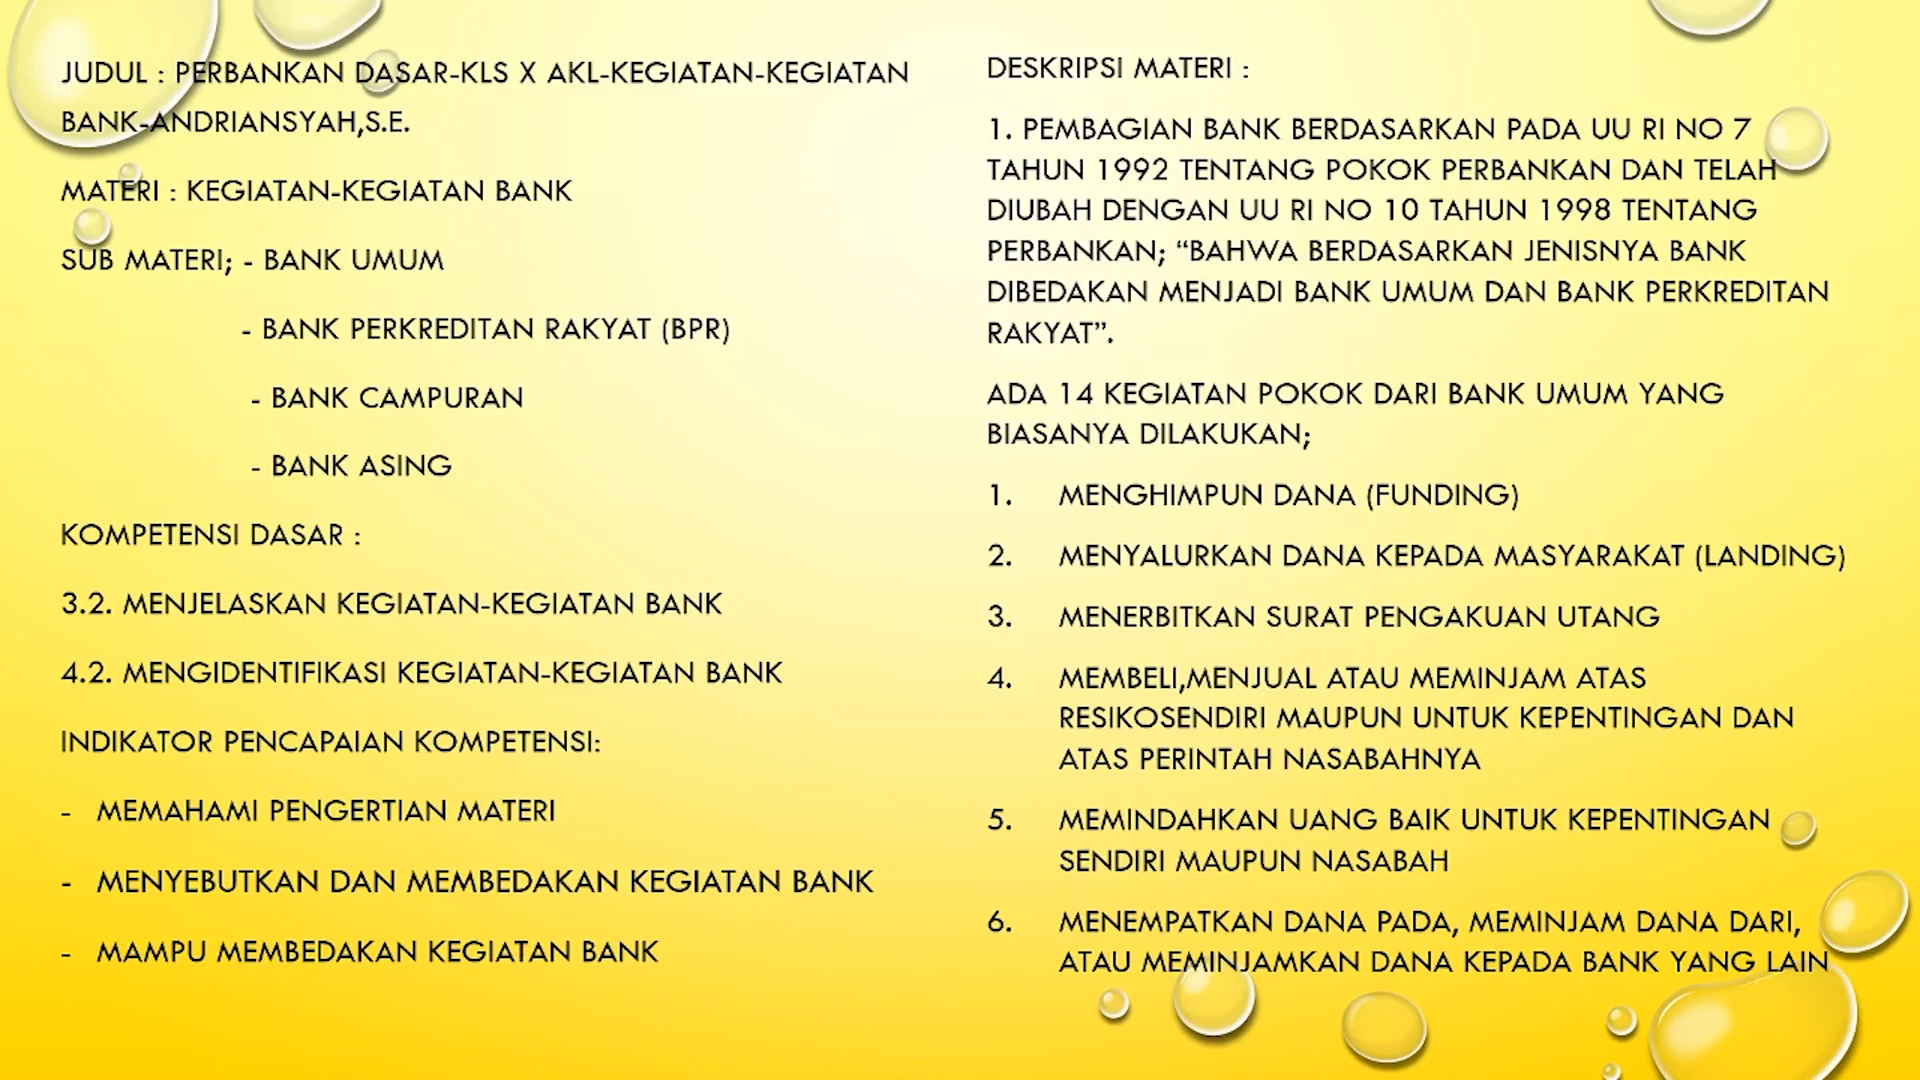 JUDUL : PERBANKAN DASAR-KLS X AKL-KEGIATAN-KEGIATAN
BANK-ANDRIANSYAH,S.E.
MATERI : KEGIATAN-KEGIATAN BANK
SUB MATERI; - BANK UMUM
- BANK PERKREDITAN RAKYAT (BPR)
- BANK CAMPURAN
- BANK ASING
KOMPETENSI DASAR :
3.2. MENJELASKAN KEGIATAN-KEGIATAN BANK
4.2. MENGIDENTIFIKASI KEGIATAN-KEGIATAN BANK
INDIKATOR PENCAPAIAN KOMPETENSI:
- MEMAHAMI PENGERTIAN MATERI
- MENYEBUTKAN DAN MEMBEDAKAN KEGIATAN BANK
- MAMPU MEMBEDAKAN KEGIATAN BANK
DESKRIPSI MATERI :
1. PEMBAGIAN BANK BERDASARKAN PADA UU RI NO 7
TAHUN 1992 TENTANG POKOK PERBANKAN DAN TELAH
DIUBAH DENGAN UU RI NO 10 TAHUN 1998 TENTANG
PERBANKAN; “BAHWA BERDASARKAN JENISNYA BANK
DIBEDAKAN MENJADI BANK UMUM DAN BANK PERKREDITAN
RAKYAT”.
ADA 14 KEGIATAN POKOK DARI BANK UMUM YANG
BIASANYA DILAKUKAN;
1. MENGHIMPUN DANA (FUNDING)
2. MENYALURKAN DANA KEPADA MASYARAKAT (LANDING)
3. MENERBITKAN SURAT PENGAKUAN UTANG
4. MEMBELI,MENJUAL ATAU MEMINJAM ATAS
RESIKOSENDIRI MAUPUN UNTUK KEPENTINGAN DAN
ATAS PERINTAH NASABAHNYA
5. MEMINDAHKAN UANG BAIK UNTUK KEPENTINGAN
SENDIRI MAUPUN NASABAH
6. MENEMPATKAN DANA PADA, MEMINJAM DANA DARI,
ATAU MEMINJAMKAN DANA KEPADA BANK YANG LAIN